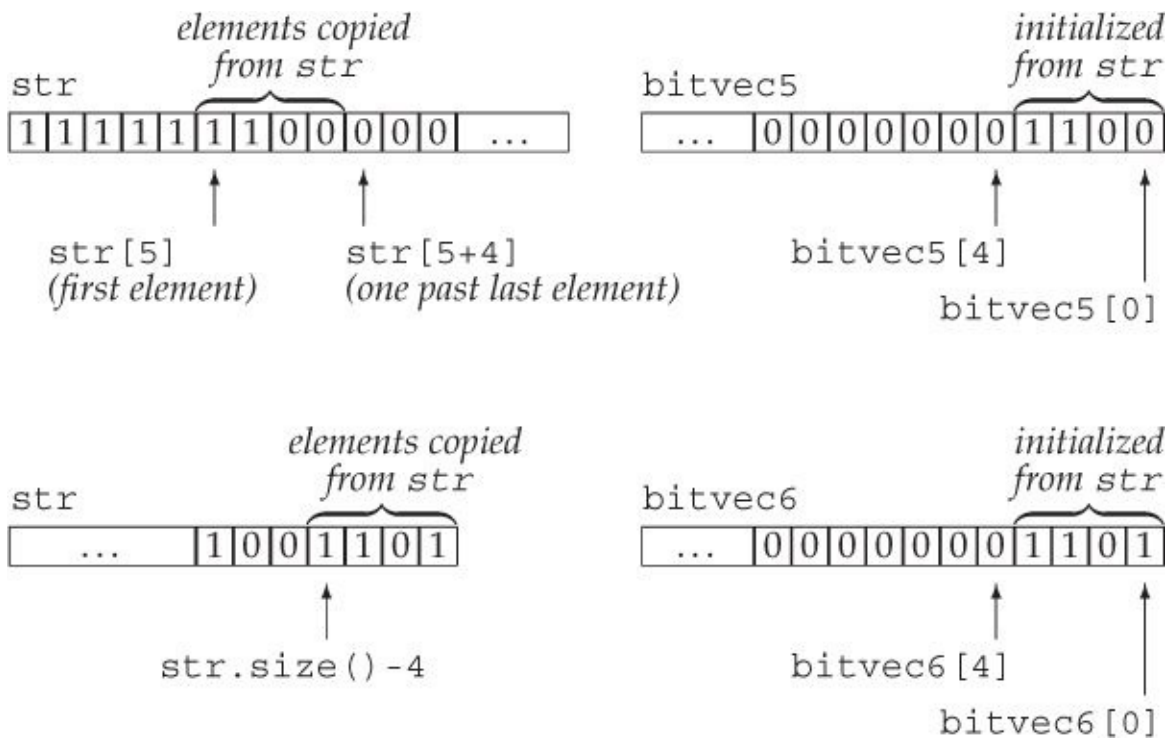 elements copied
from str
str
1 1 1 1 1 1 1 0 0 0 0 0 ...
str[5]
(first element)
str[5+4]
(one past last element)
initialized
from str
bitvec5
... 0 0 0 0 0 0 0 1 1 0 0
bitvec5[4]
bitvec5[0]
elements copied
from str
str
... 1 0 0 1 1 0 1
str.size()-4
initialized
from str
bitvec6
... 0 0 0 0 0 0 0 1 1 0 1
bitvec6[4]
bitvec6[0]